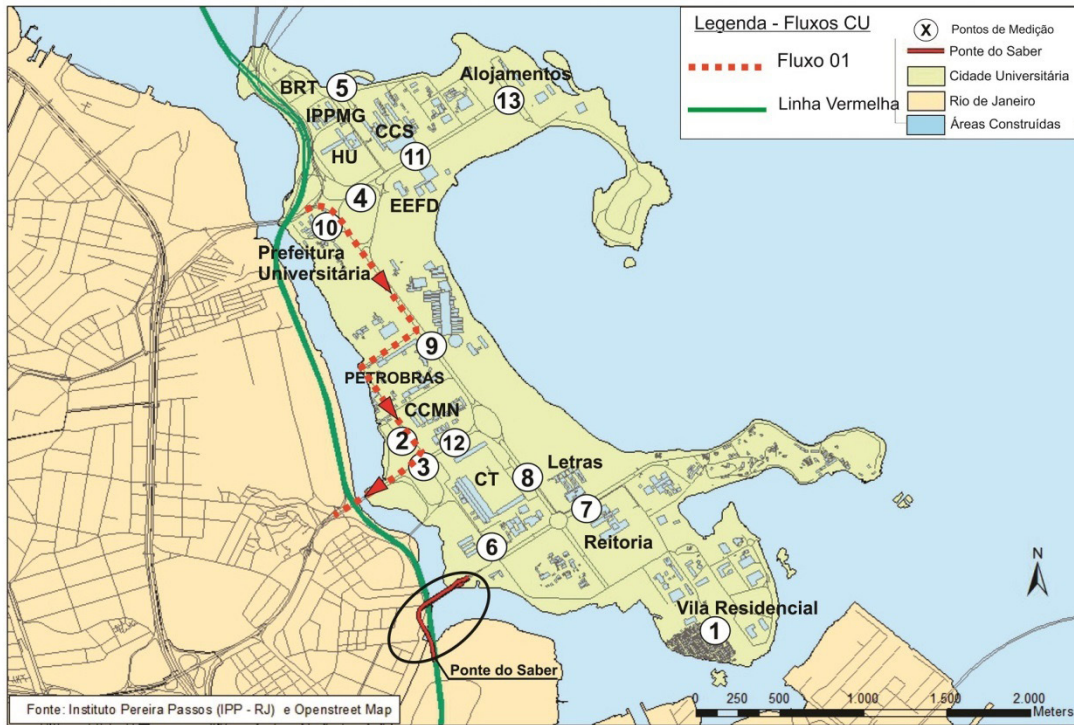 Legenda - Fluxos CU
Fluxo 01
Linha Vermelha
X Pontos de Medição
Ponte do Saber
Cidade Universitária
Rio de Janeiro
Áreas Construídas
BRT
5
Alojamentos
13
IPPMG
CCS
HU
11
4
EEFD
10
Prefeitura
Universitária
9
PETROBRAS
CCMN
2
12
3
Letras
CT
8
7
6
Reitoria
N
Vila Residencial
1
Ponte do Saber
0 250 500 1.000 1.500 2.000
Meters
Fonte: Instituto Pereira Passos (IPP - RJ) e Openstreet Map